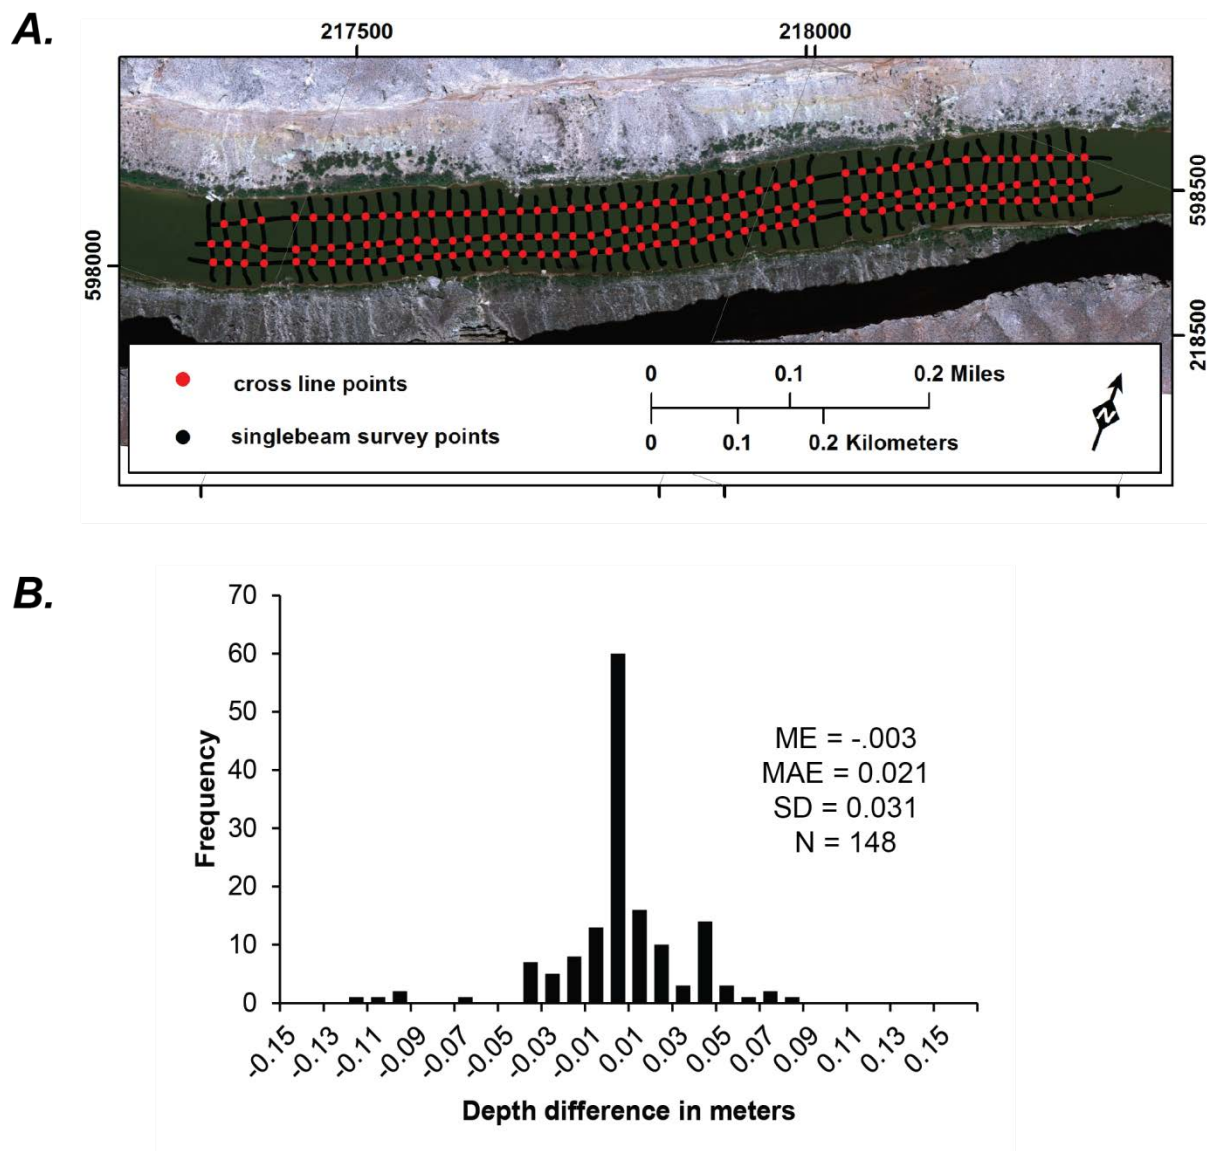 A.
217500
218000
598000
598500
218500
cross line points
singlebeam survey points
0
0.1
0.2 Miles
0
0.1
0.2 Kilometers
N
B.
70
60
50
40
30
20
10
0
Frequency
ME = -.003
MAE = 0.021
SD = 0.031
N = 148
-0.15
-0.13
-0.11
-0.09
-0.07
-0.05
-0.03
-0.01
0.01
0.03
0.05
0.07
0.09
0.11
0.13
0.15
Depth difference in meters